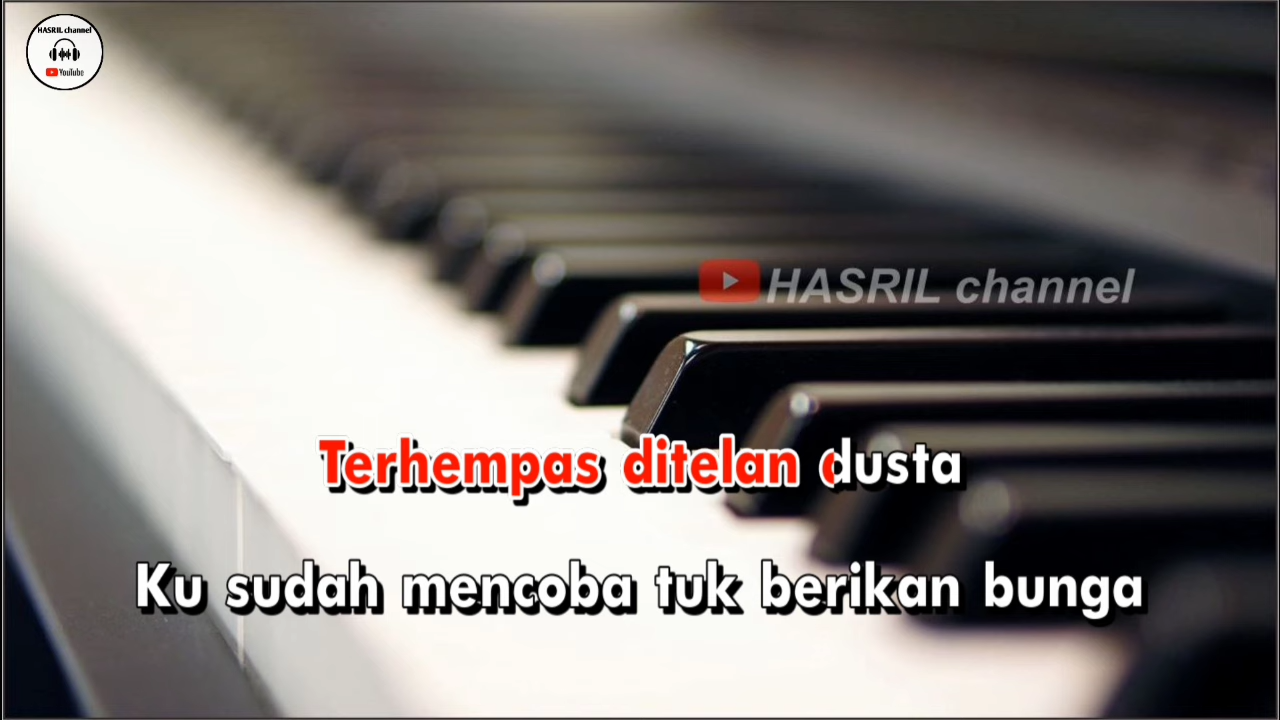 HASRIL channel
YouTube
HASRIL channel
Terhempas ditelan dusta
Ku sudah mencoba tuk berikan bunga